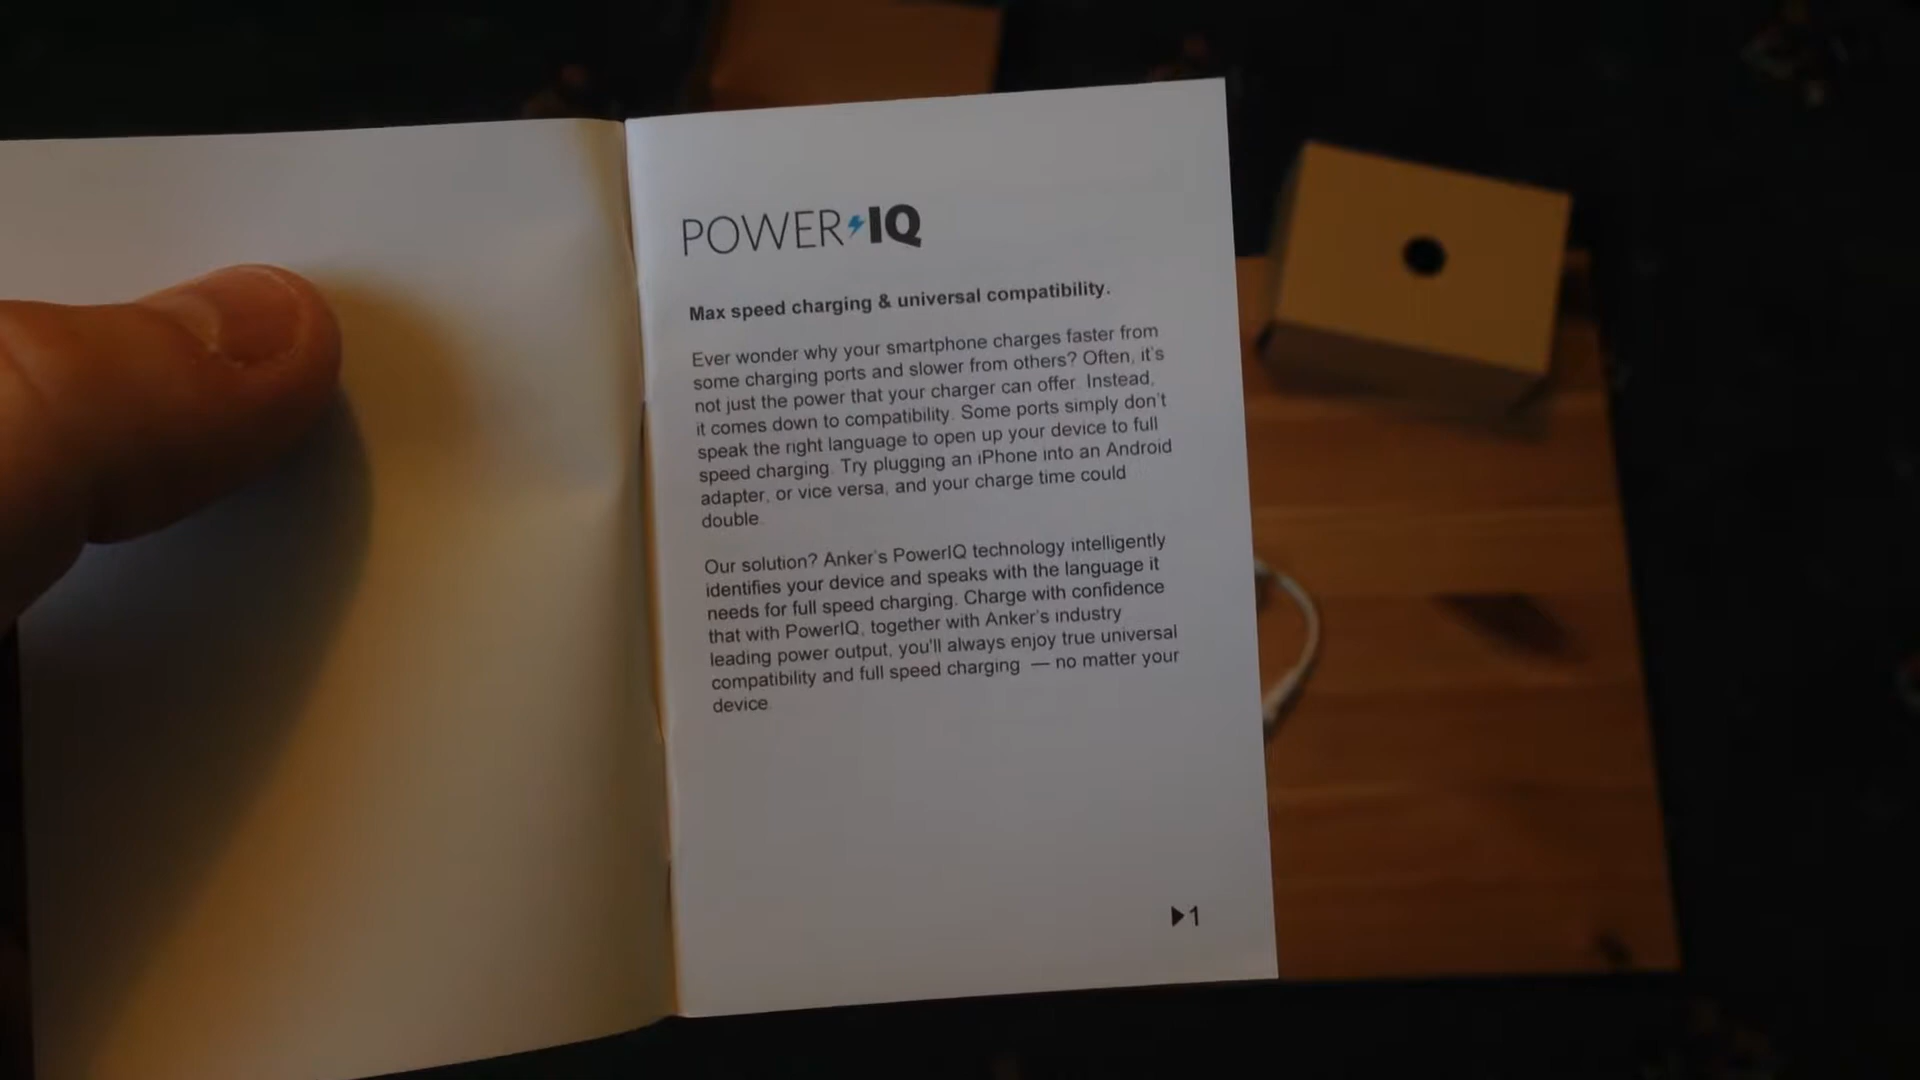 POWER IQ
Max speed charging & universal compatibility.
Ever wonder why your smartphone charges faster from
some charging ports and slower from others? Often, it's
not just the power that your charger can offer. Instead,
it comes down to compatibility. Some ports simply don't
speak the right language to open up your device to full
speed charging. Try plugging an iPhone into an Android
adapter, or vice versa, and your charge time could
double.
Our solution? Anker's PowerIQ technology intelligently
identifies your device and speaks with the language it
needs for full speed charging. Charge with confidence
that with PowerIQ, together with Anker's industry
leading power output, you'll always enjoy true universal
compatibility and full speed charging — no matter your
device.
▶1